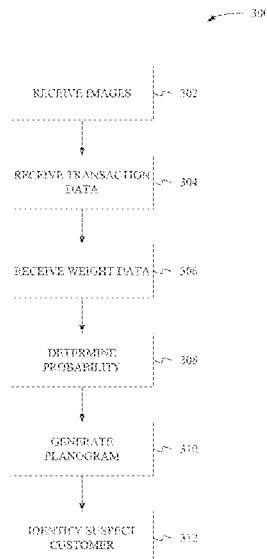 300
RECEIVE IMAGES
302
RECEIVE TRANSACTION
DATA
304
RECEIVE WEIGHT DATA
306
DETERMINE
PROBABILITY
308
GENERATE
PLANOGRAM
310
IDENTIFY SUSPECT
CUSTOMER
312